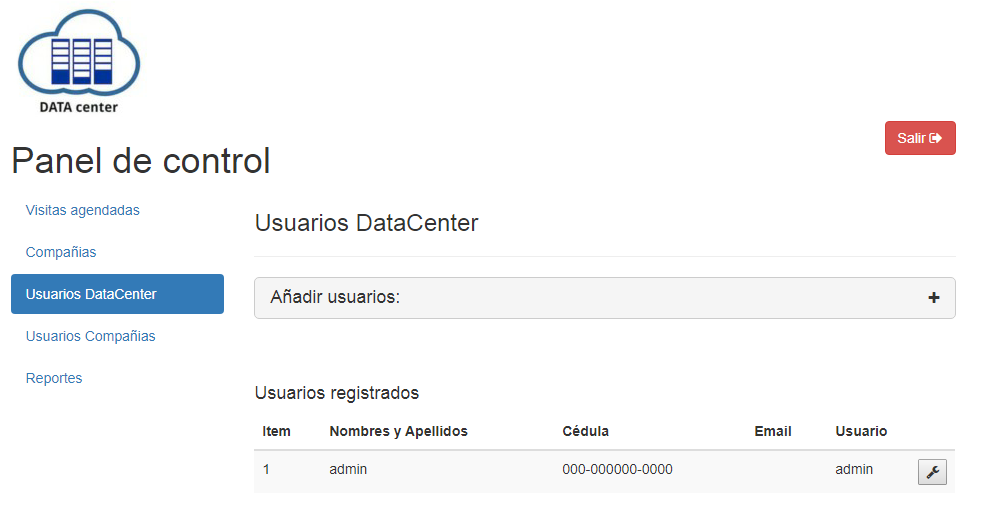 DATA center
Salir
Panel de control
Visitas agendadas
Compañias
Usuarios DataCenter
Usuarios Compañias
Reportes
Usuarios DataCenter
Añadir usuarios:
Usuarios registrados
Item Nombres y Apellidos Cédula Email Usuario
1 admin 000-000000-0000 admin